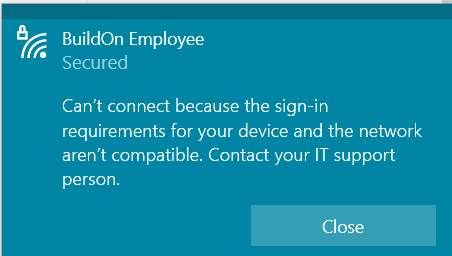 BuildOn Employee
Secured
Can’t connect because the sign-in
requirements for your device and the network
aren’t compatible. Contact your IT support
person.
Close